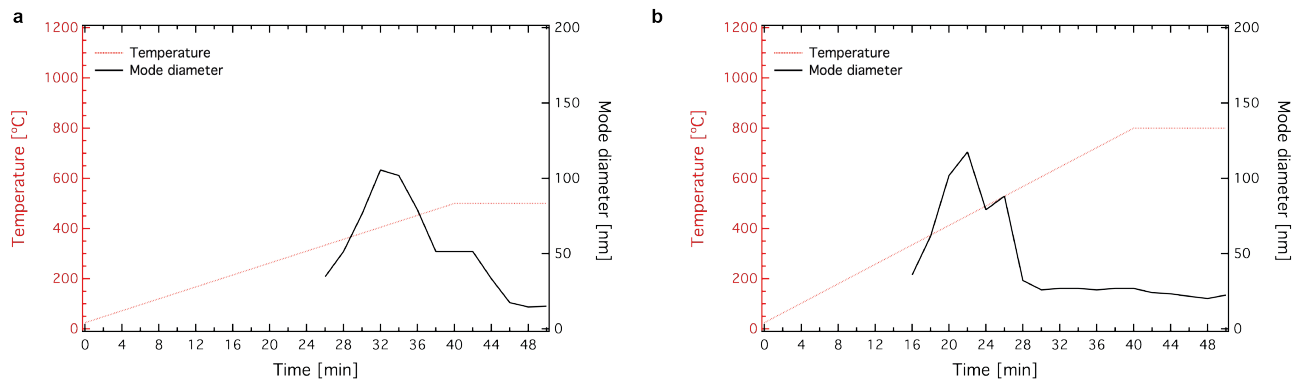 a
1200
1000
800
600
400
200
0
Temperature [°C]
Temperature
Mode diameter
200
150
100
50
0
Mode diameter [nm]
0 4 8 12 16 20 24 28 32 36 40 44 48
Time [min]
b
1200
1000
800
600
400
200
0
Temperature [°C]
Temperature
Mode diameter
200
150
100
50
0
Mode diameter [nm]
0 4 8 12 16 20 24 28 32 36 40 44 48
Time [min]